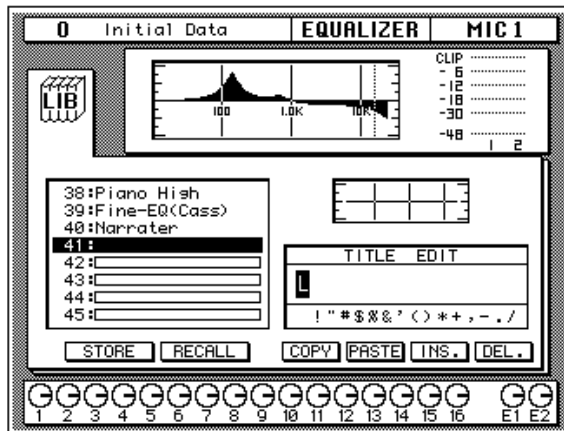 0 Initial Data EQUALIZER MIC 1
CLIP
- 6
-12
-18
-30
-48
1 2
LIB
100 1.0K 10K
38:Piano High
39:Fine-EQ(Cass)
40:Narrater
41:
42:
43:
44:
45:
TITLE EDIT
L
!"#$%&'()*+,-./
STORE RECALL COPY PASTE INS. DEL.
1 2 3 4 5 6 7 8 9 10 11 12 13 14 15 16 E1 E2